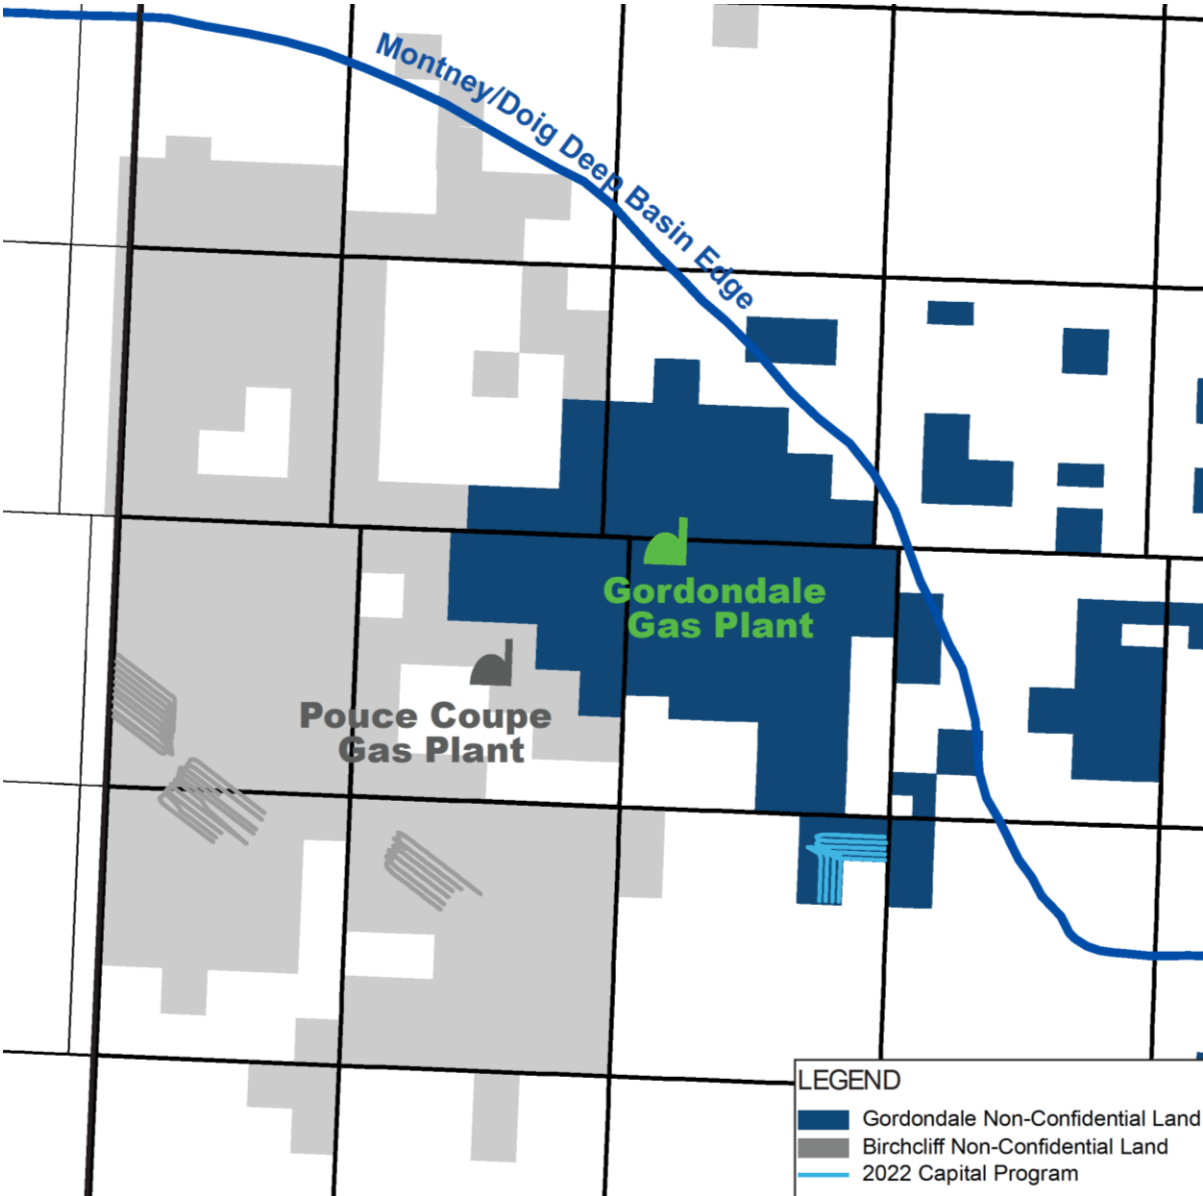 Montney/Doig Deep Basin Edge
Gordondale
Gas Plant
Pouce Coupe
Gas Plant
LEGEND
Gordondale Non-Confidential Land
Birchcliff Non-Confidential Land
2022 Capital Program